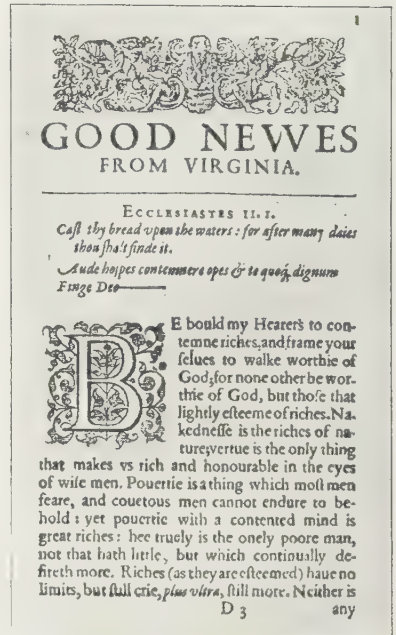 1
GOOD NEWES
FROM VIRGINIA.
ECCLESIASTES II. I.
Caſt thy bread vpon the waters : for after many daies
thou ſhalt finde it.
Aude hoſpes contemnere opes & te quoq́ dignum
Finge Deo
BE bould my Hearers to con-
temne riches, and frame your
ſelues to walke worthie of
God; for none other be wor-
thie of God, but thoſe that
lightly eſteeme of riches. Na-
kedneſſe is the riches of na-
ture; vertue is the only thing
that makes vs rich and honourable in the eyes
of wiſe men. Pouertie is a thing which moſt men
feare, and couetous men cannot endure to be-
hold : yet pouertie with a contented mind is
great riches : hee truely is the onely poore man,
not that hath little, but which continually de-
ſireth more. Riches (as they are eſteemed) haue no
limits, but ſtill crie, plus vltra, ſtill more. Neither is
D 3 any